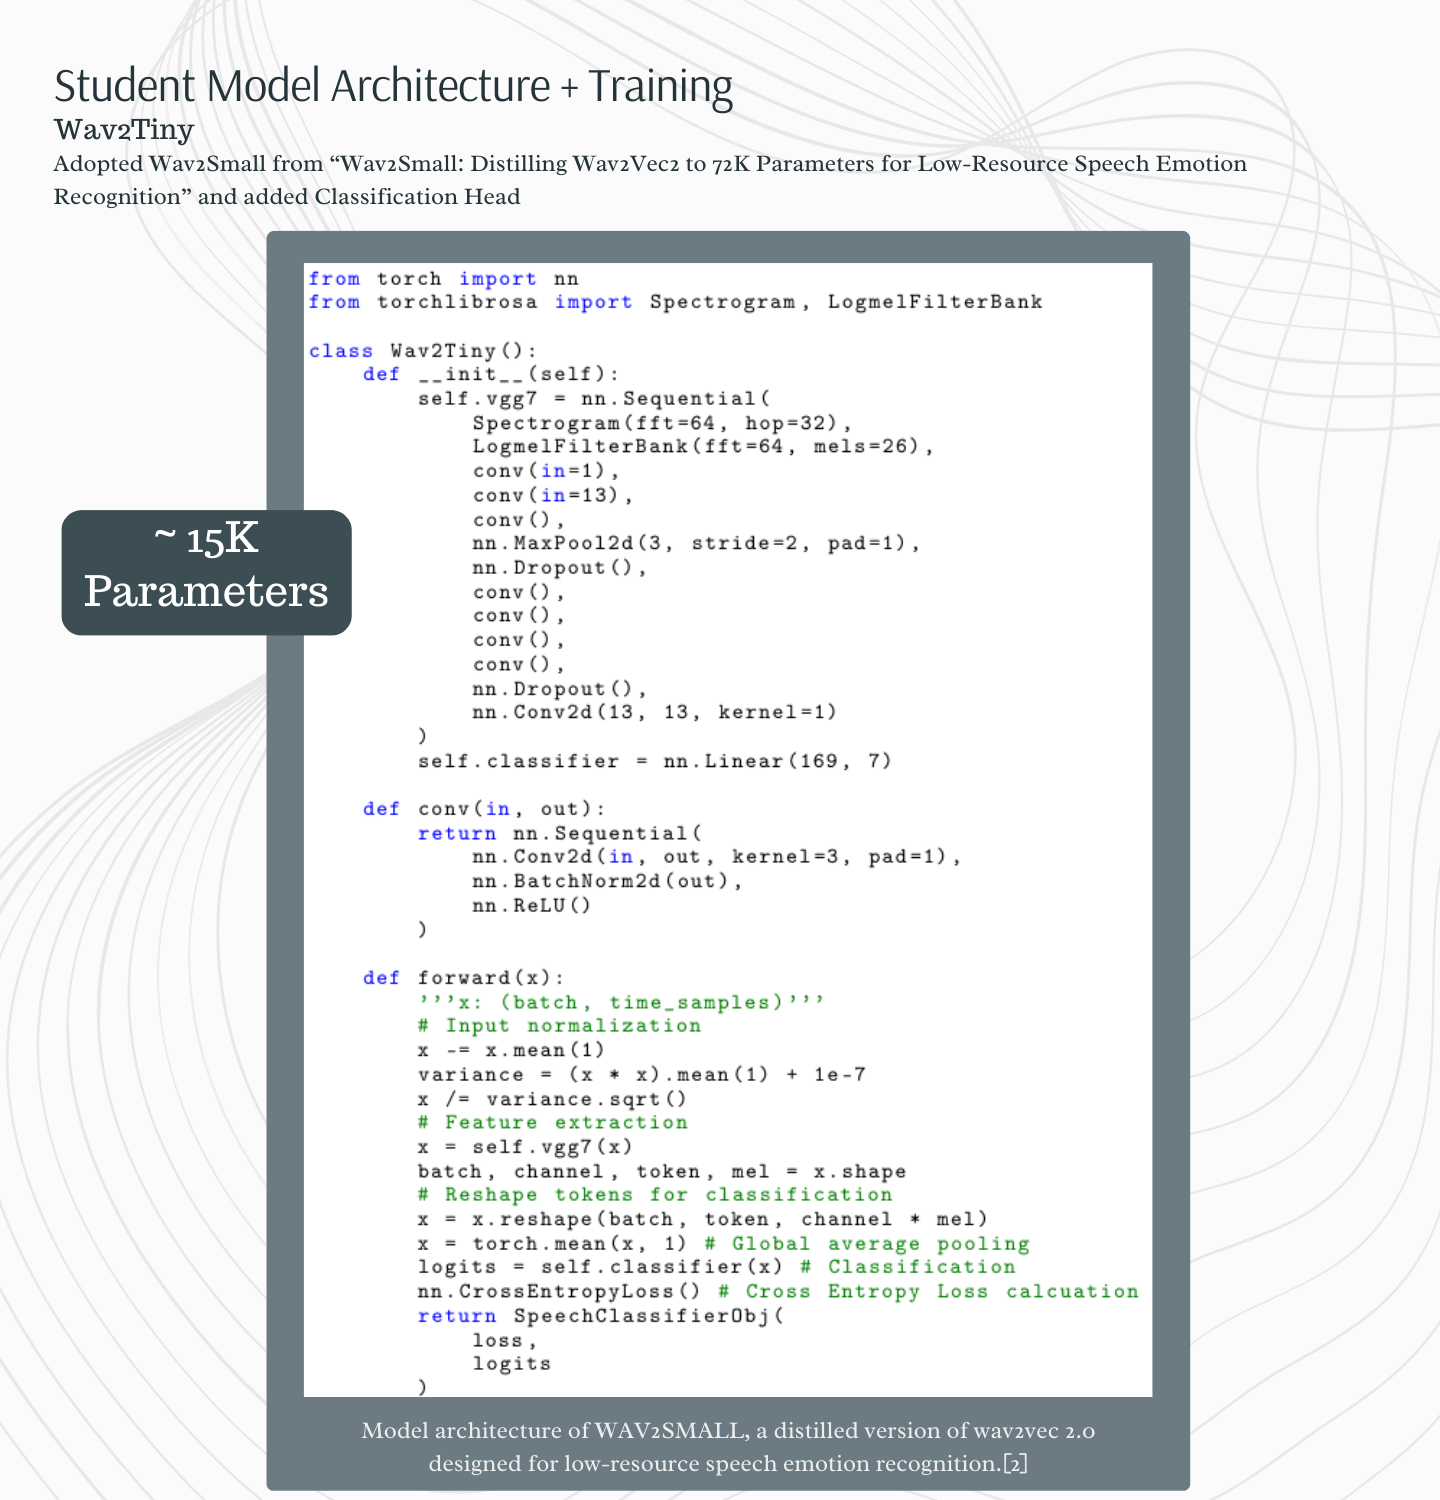 Student Model Architecture + Training
Wav2Tiny
Adopted Wav2Small from “Wav2Small: Distilling Wav2Vec2 to 72K Parameters for Low-Resource Speech Emotion
Recognition” and added Classification Head
~ 15K
Parameters
from torch import nn
from torchlibrosa import Spectrogram, LogmelFilterBank

class Wav2Tiny():
    def __init__(self):
        self.vgg7 = nn.Sequential(
            Spectrogram(fft=64, hop=32),
            LogmelFilterBank(fft=64, mels=26),
            conv(in=1),
            conv(in=13),
            conv(),
            nn.MaxPool2d(3, stride=2, pad=1),
            nn.Dropout(),
            conv(),
            conv(),
            conv(),
            conv(),
            nn.Dropout(),
            nn.Conv2d(13, 13, kernel=1)
        )
        self.classifier = nn.Linear(169, 7)

    def conv(in, out):
        return nn.Sequential(
            nn.Conv2d(in, out, kernel=3, pad=1),
            nn.BatchNorm2d(out),
            nn.ReLU()
        )

    def forward(x):
        ’’’x: (batch, time_samples)’’’
        # Input normalization
        x -= x.mean(1)
        variance = (x * x).mean(1) + 1e-7
        x /= variance.sqrt()
        # Feature extraction
        x = self.vgg7(x)
        batch, channel, token, mel = x.shape
        # Reshape tokens for classification
        x = x.reshape(batch, token, channel * mel)
        x = torch.mean(x, 1) # Global average pooling
        logits = self.classifier(x) # Classification
        nn.CrossEntropyLoss() # Cross Entropy Loss calcuation
        return SpeechClassifierObj(
            loss,
            logits
        )
Model architecture of WAV2SMALL, a distilled version of wav2vec 2.0
designed for low-resource speech emotion recognition.[2]